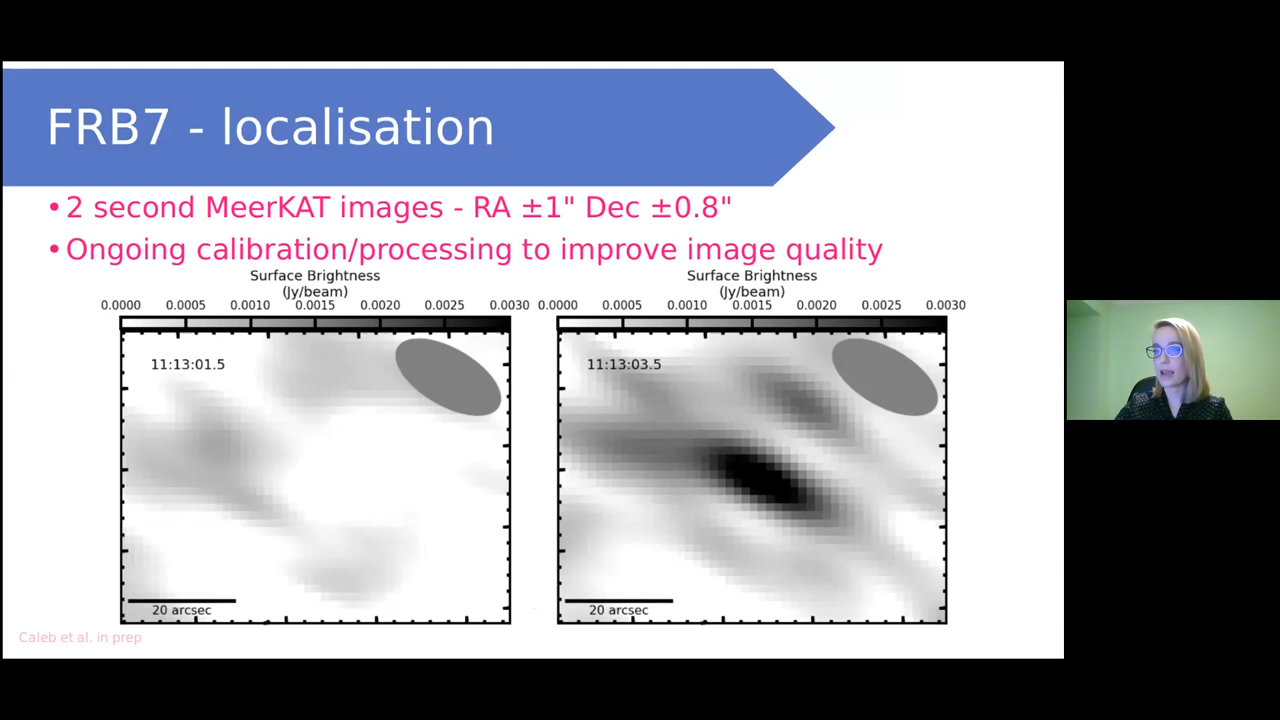 FRB7 - localisation
•2 second MeerKAT images - RA ±1" Dec ±0.8"
•Ongoing calibration/processing to improve image quality
Surface Brightness
(Jy/beam)
0.0000 0.0005 0.0010 0.0015 0.0020 0.0025 0.0030
11:13:01.5
20 arcsec
Surface Brightness
(Jy/beam)
0.0000 0.0005 0.0010 0.0015 0.0020 0.0025 0.0030
11:13:03.5
20 arcsec
Caleb et al. in prep